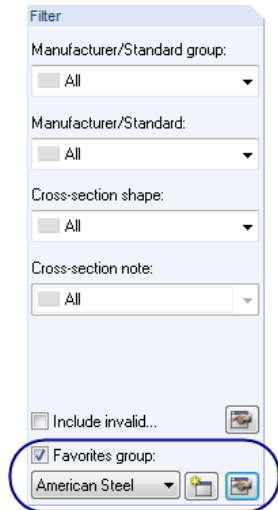 Filter
Manufacturer/Standard group:
All
Manufacturer/Standard:
All
Cross-section shape:
All
Cross-section note:
All
Include invalid...
Favorites group:
American Steel